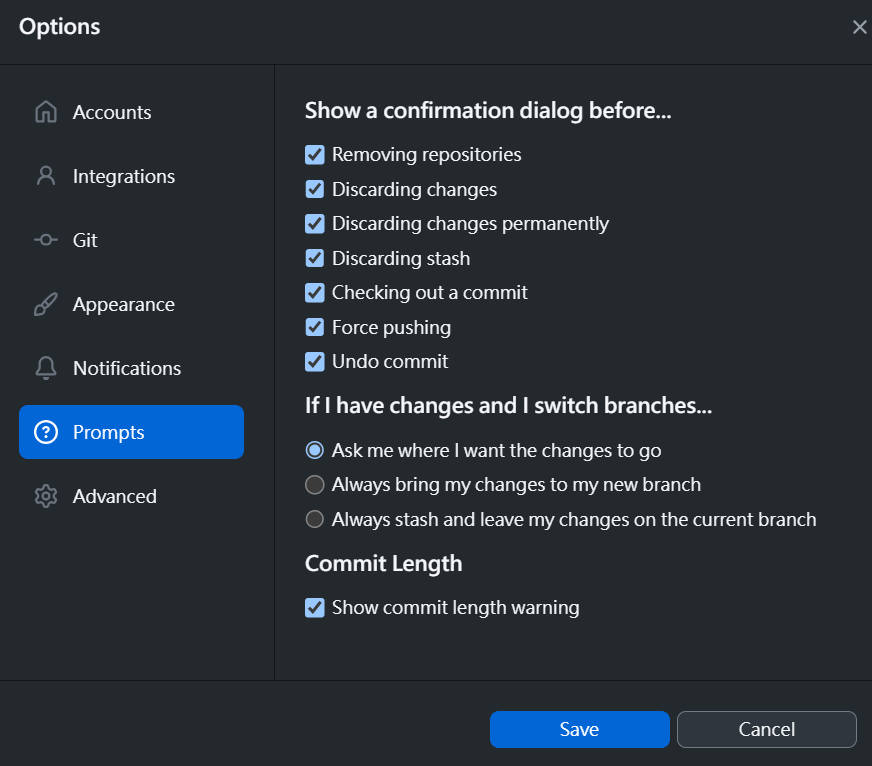 Options
Accounts
Integrations
Git
Appearance
Notifications
Prompts
Advanced
Show a confirmation dialog before...
Removing repositories
Discarding changes
Discarding changes permanently
Discarding stash
Checking out a commit
Force pushing
Undo commit
If I have changes and I switch branches...
Ask me where I want the changes to go
Always bring my changes to my new branch
Always stash and leave my changes on the current branch
Commit Length
Show commit length warning
Save
Cancel